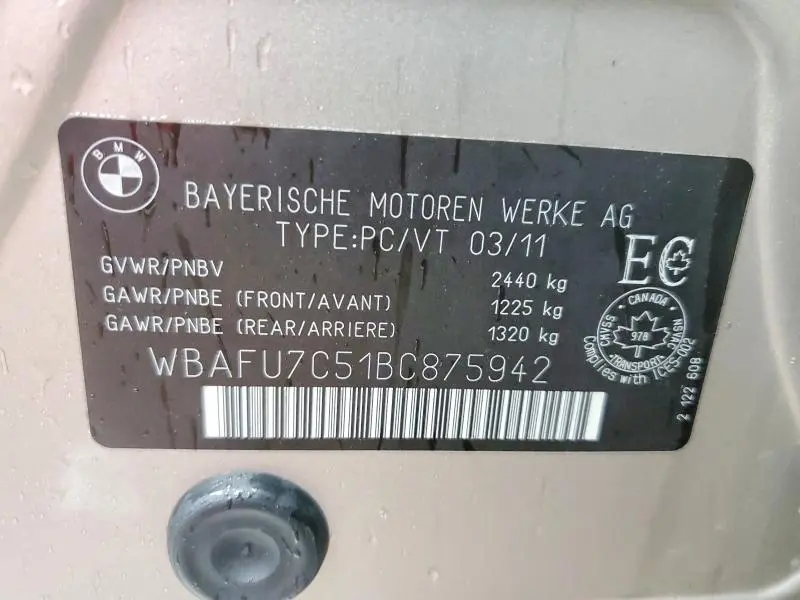 BMW
BAYERISCHE MOTOREN WERKE AG
TYPE:PC/VT 03/11
EC
GVWR/PNBV 2440 kg
GAWR/PNBE (FRONT/AVANT) 1225 kg
GAWR/PNBE (REAR/ARRIERE) 1320 kg
CANADA
CMVSS
NSVAC
978
TRANSPORT
Complies with ICES-002
WBAFU7C51BC875942
2 122 608